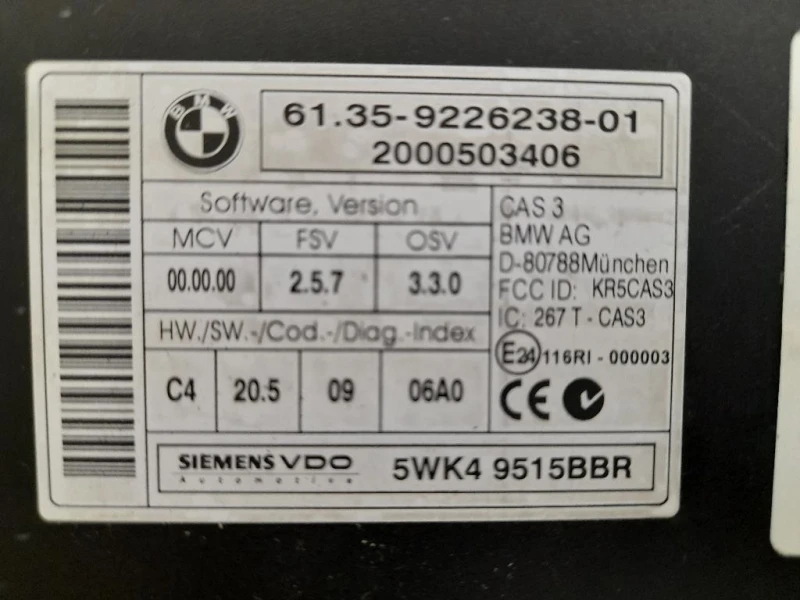 BMW
61.35-9226238-01
2000503406
Software, Version
MCV FSV OSV
00.00.00 2.5.7 3.3.0
HW./SW.-/Cod.-/Diag.-Index
C4 20.5 09 06A0
CAS 3
BMW AG
D-80788München
FCC ID: KR5CAS3
IC: 267 T - CAS3
E24 116RI - 000003
CE
SIEMENS VDO
Automotive
5WK4 9515BBR